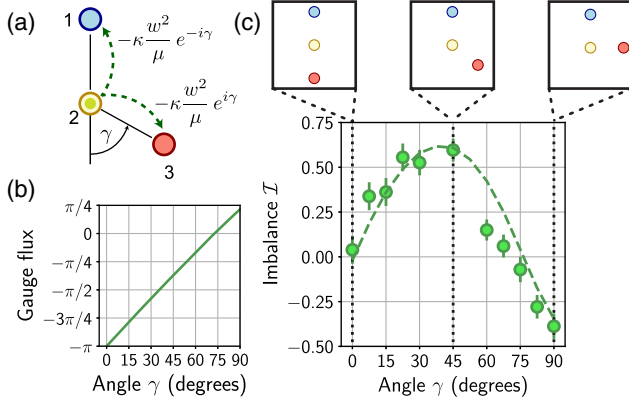 (a)
1
−κ w²/μ e^{−iγ}
−κ w²/μ e^{iγ}
2
γ
3
(b)
π/4
0
−π/4
−π/2
−3π/4
−π
Gauge flux
0 15 30 45 60 75 90
Angle γ (degrees)
(c)
0.75
0.50
0.25
0.00
−0.25
−0.50
Imbalance ℐ
0 15 30 45 60 75 90
Angle γ (degrees)